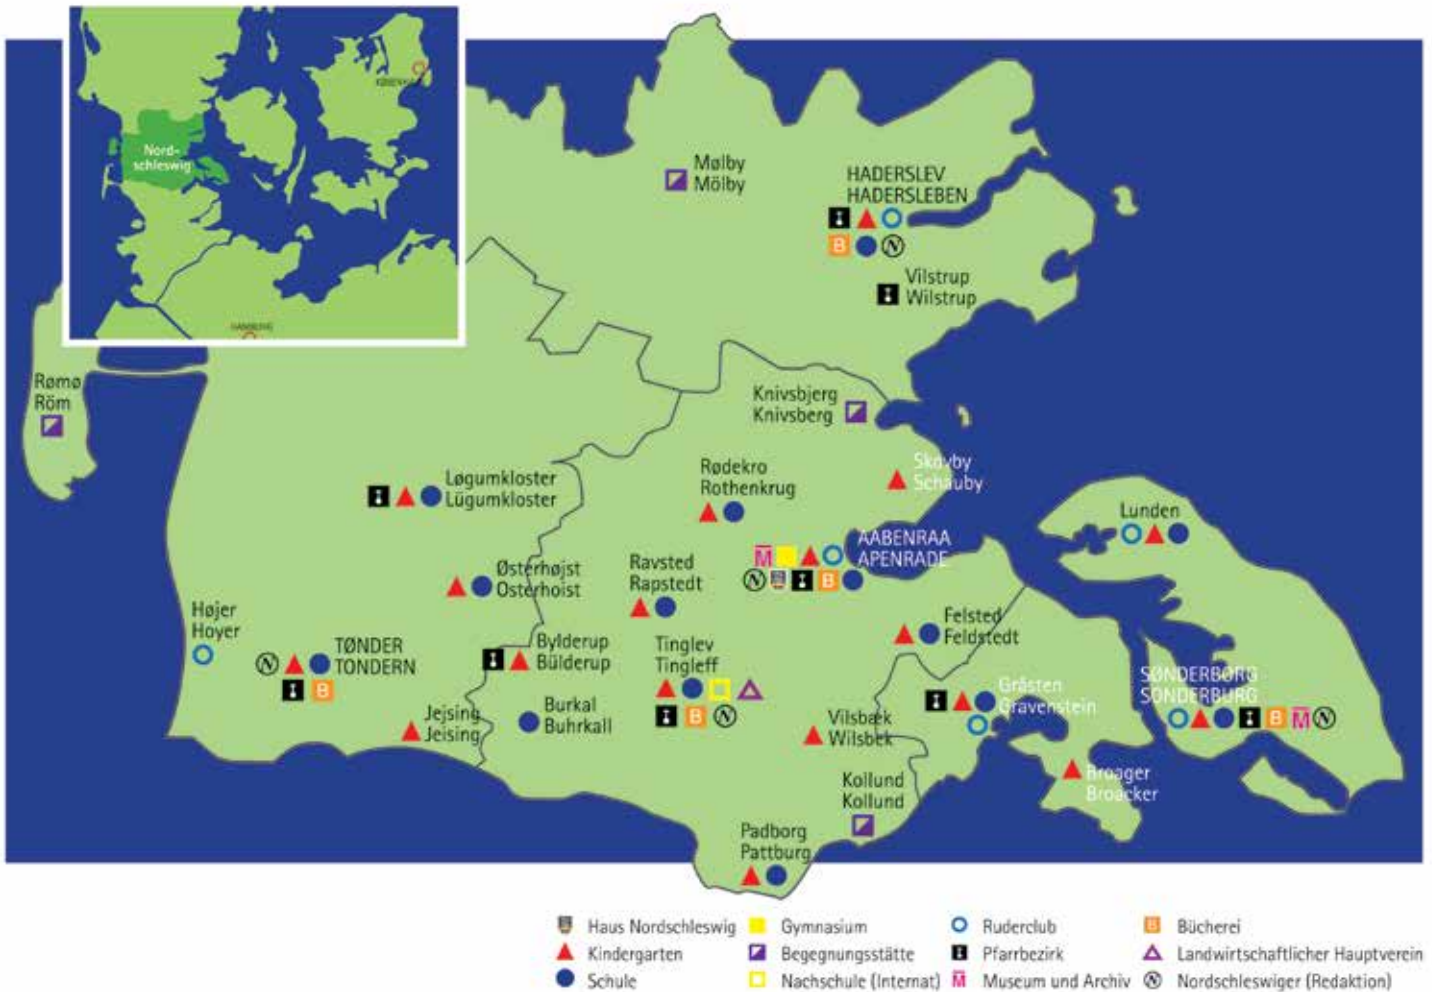 KØBENHAVN
Nord-
schleswig
HAMBURG
Mølby
Mölby
HADERSLEV
HADERSLEBEN
B
N
Vilstrup
Wilstrup
Rømø
Röm
Knivsbjerg
Knivsberg
Løgumkloster
Lügumkloster
Rødekro
Rothenkrug
Skovby
Schauby
Lunden
AABENRAA
APENRADE
M
N
B
Østerhøjst
Osterhoist
Ravsted
Rapstedt
Højer
Hoyer
Felsted
Feldstedt
TØNDER
TONDERN
N
B
Bylderup
Bülderup
Tinglev
Tingleff
B
N
Gråsten
Gravenstein
SØNDERBORG
SONDERBURG
B
M
N
Jejsing
Jeising
Burkal
Buhrkall
Vilsbæk
Wilsbek
Broager
Broacker
Kollund
Kollund
Padborg
Pattburg
Haus Nordschleswig
Gymnasium
Ruderclub
B Bücherei
Kindergarten
Begegnungsstätte
Pfarrbezirk
Landwirtschaftlicher Hauptverein
Schule
Nachschule (Internat)
M Museum und Archiv
N Nordschleswiger (Redaktion)